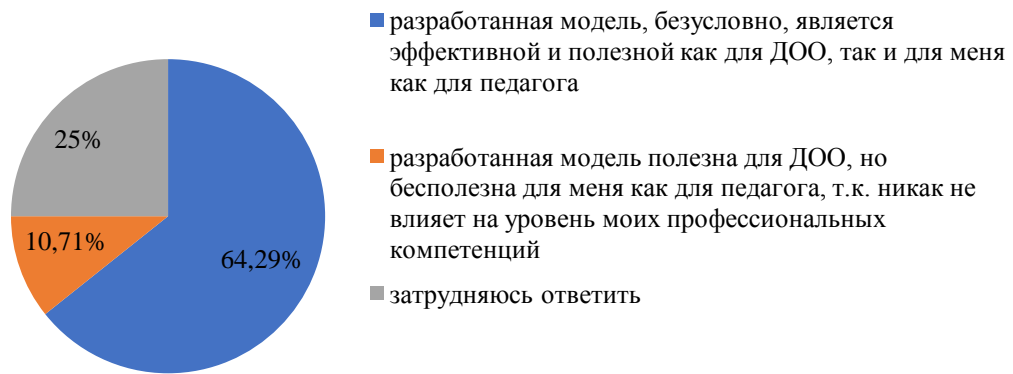 25%
10,71%
64,29%
разработанная модель, безусловно, является
эффективной и полезной как для ДОО, так и для меня
как для педагога
разработанная модель полезна для ДОО, но
бесполезна для меня как для педагога, т.к. никак не
влияет на уровень моих профессиональных
компетенций
затрудняюсь ответить